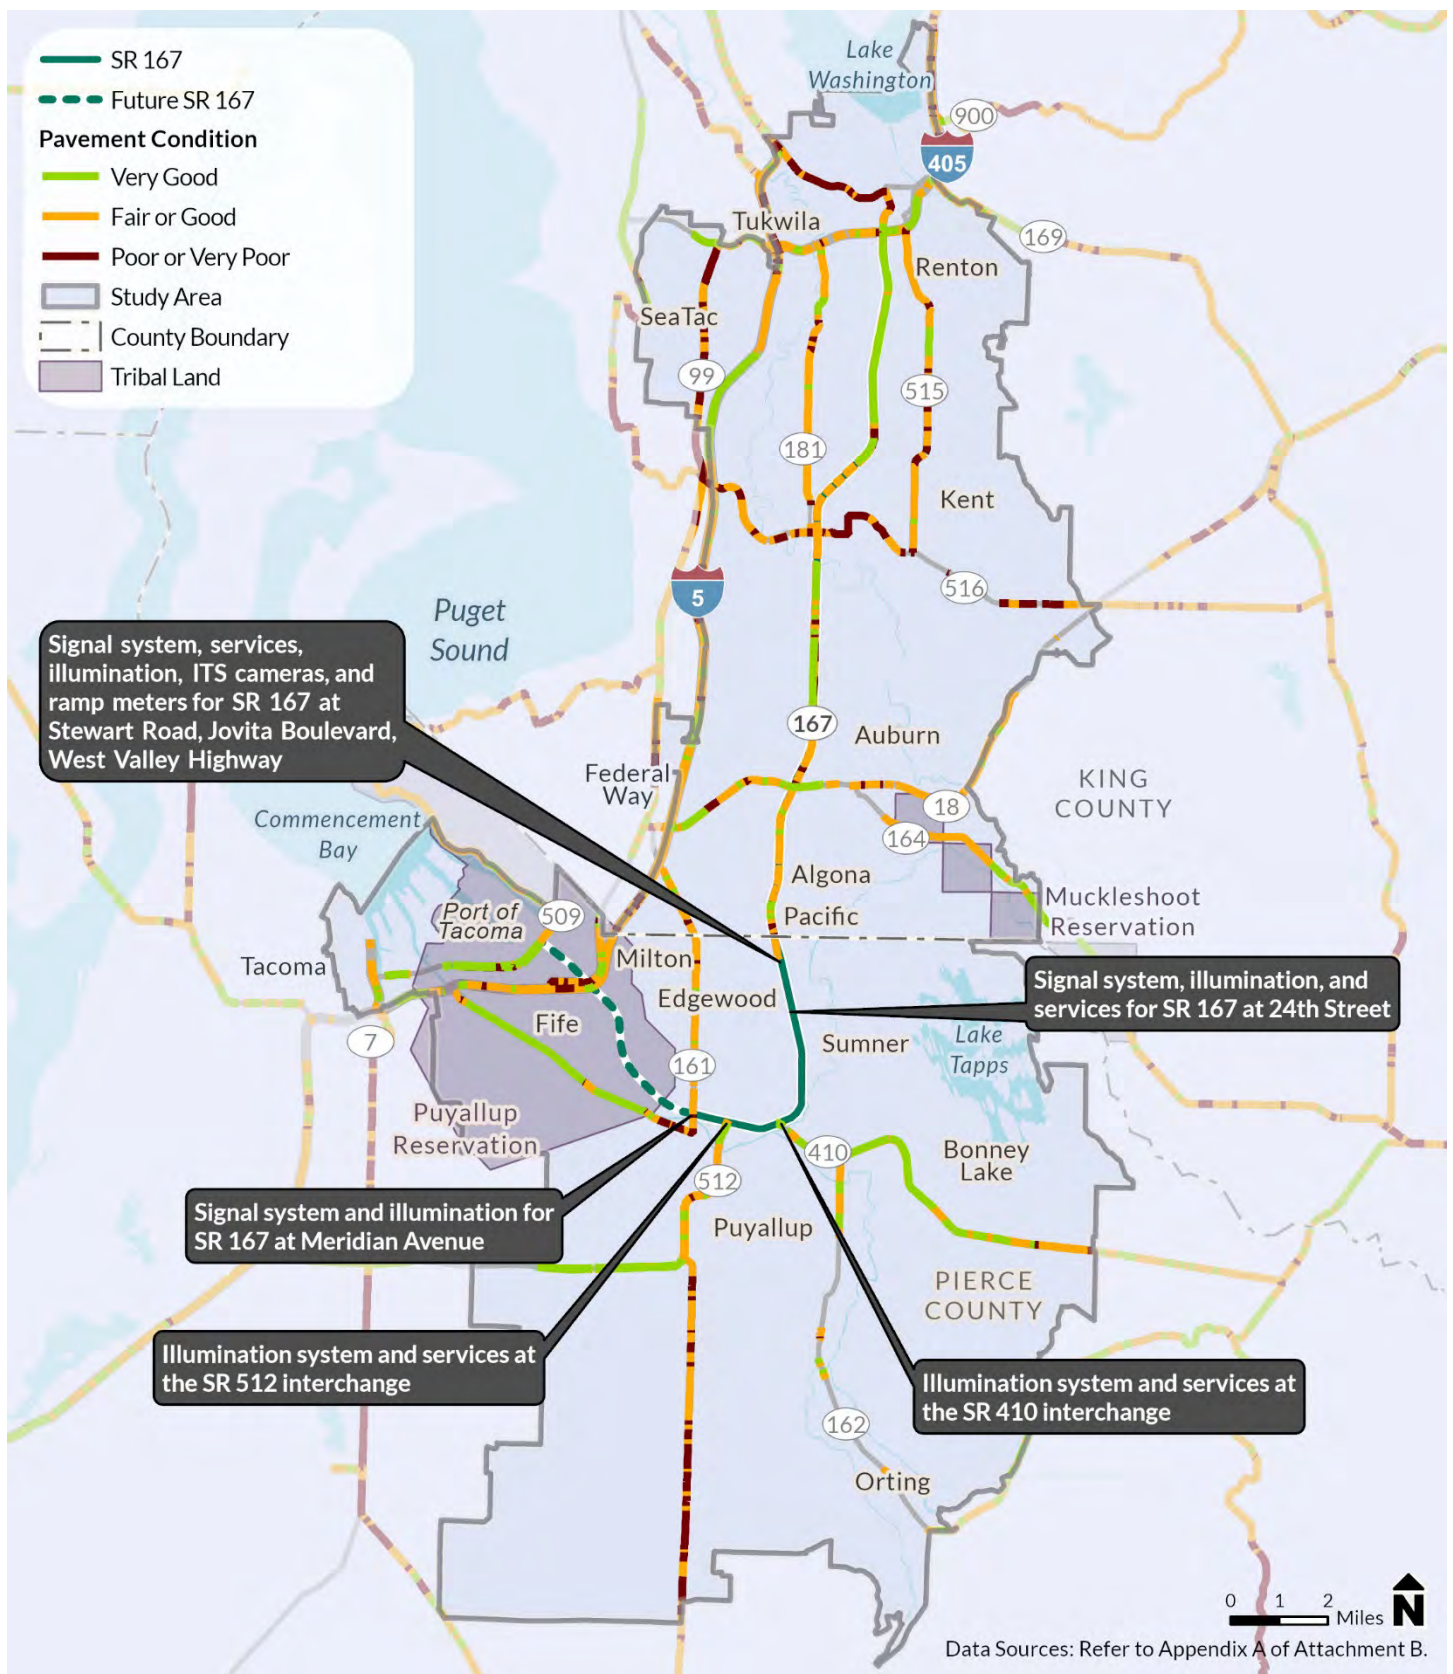 SR 167
Future SR 167
Pavement Condition
Very Good
Fair or Good
Poor or Very Poor
Study Area
County Boundary
Tribal Land
Lake
Washington
900
405
169
Tukwila
Renton
SeaTac
99
515
181
Kent
516
5
Puget
Sound
Signal system, services,
illumination, ITS cameras, and
ramp meters for SR 167 at
Stewart Road, Jovita Boulevard,
West Valley Highway
167
Auburn
Federal
Way
KING
COUNTY
18
164
Commencement
Bay
Algona
Pacific
Muckleshoot
Reservation
Port of
Tacoma
509
Tacoma
Milton
Edgewood
Signal system, illumination, and
services for SR 167 at 24th Street
Fife
7
Sumner
Lake
Tapps
161
Puyallup
Reservation
410
Bonney
Lake
512
Signal system and illumination for
SR 167 at Meridian Avenue
Puyallup
PIERCE
COUNTY
Illumination system and services at
the SR 512 interchange
Illumination system and services at
the SR 410 interchange
162
Orting
0 1 2
Miles
N
Data Sources: Refer to Appendix A of Attachment B.